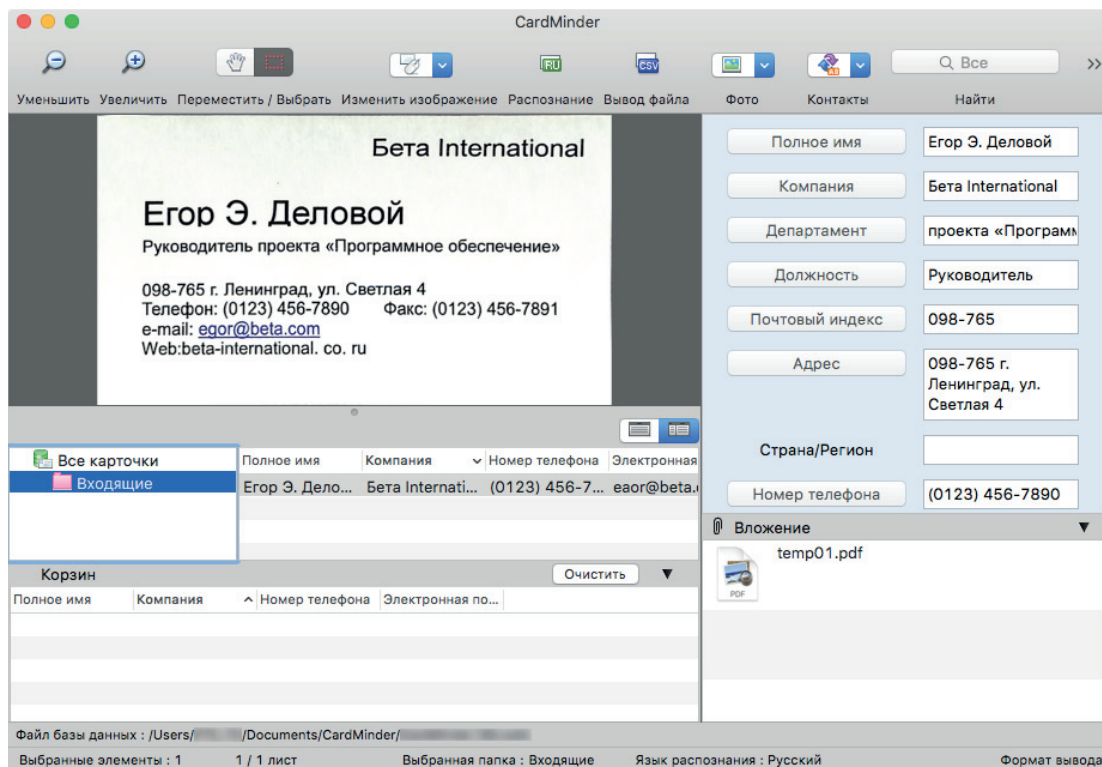 CardMinder
RU CSV Q Все >>
Уменьшить Увеличить Переместить / Выбрать Изменить изображение Распознание Вывод файла Фото Контакты Найти
Бета International
Егор Э. Деловой
Руководитель проекта «Программное обеспечение»
098-765 г. Ленинград, ул. Светлая 4
Телефон: (0123) 456-7890 Факс: (0123) 456-7891
e-mail: egor@beta.com
Web:beta-international. co. ru
Полное имя Егор Э. Деловой
Компания Бета International
Департамент проекта «Программ
Должность Руководитель
Почтовый индекс 098-765
Адрес 098-765 г.
Ленинград, ул.
Светлая 4
Страна/Регион
Номер телефона (0123) 456-7890
Все карточки
Входящие
Полное имя Компания Номер телефона Электронная
Егор Э. Дело... Бета Internati... (0123) 456-7... eaor@beta.
Вложение
temp01.pdf
PDF
Корзин Очистить
Полное имя Компания Номер телефона Электронная по...
Файл базы данных : /Users/ /Documents/CardMinder/
Выбранные элементы : 1 1 / 1 лист Выбранная папка : Входящие Язык распознания : Русский Формат вывода